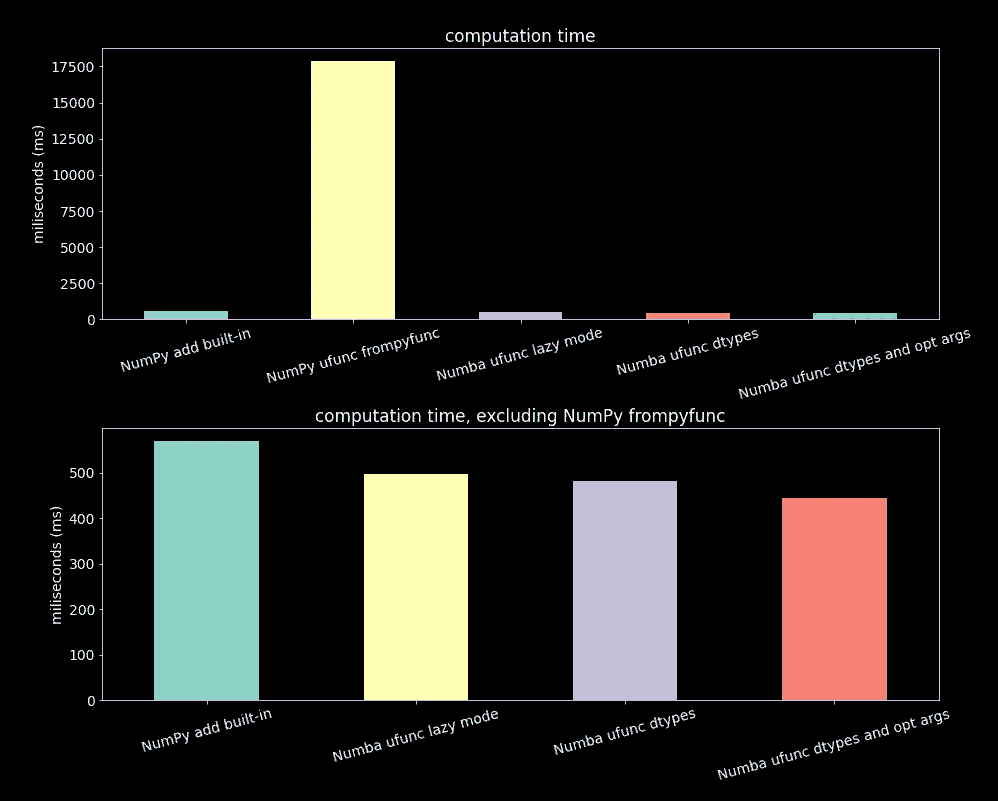 computation time
miliseconds (ms)
17500
15000
12500
10000
7500
5000
2500
0
NumPy add built-in
NumPy ufunc frompyfunc
Numba ufunc lazy mode
Numba ufunc dtypes
Numba ufunc dtypes and opt args
computation time, excluding NumPy frompyfunc
miliseconds (ms)
500
400
300
200
100
0
NumPy add built-in
Numba ufunc lazy mode
Numba ufunc dtypes
Numba ufunc dtypes and opt args